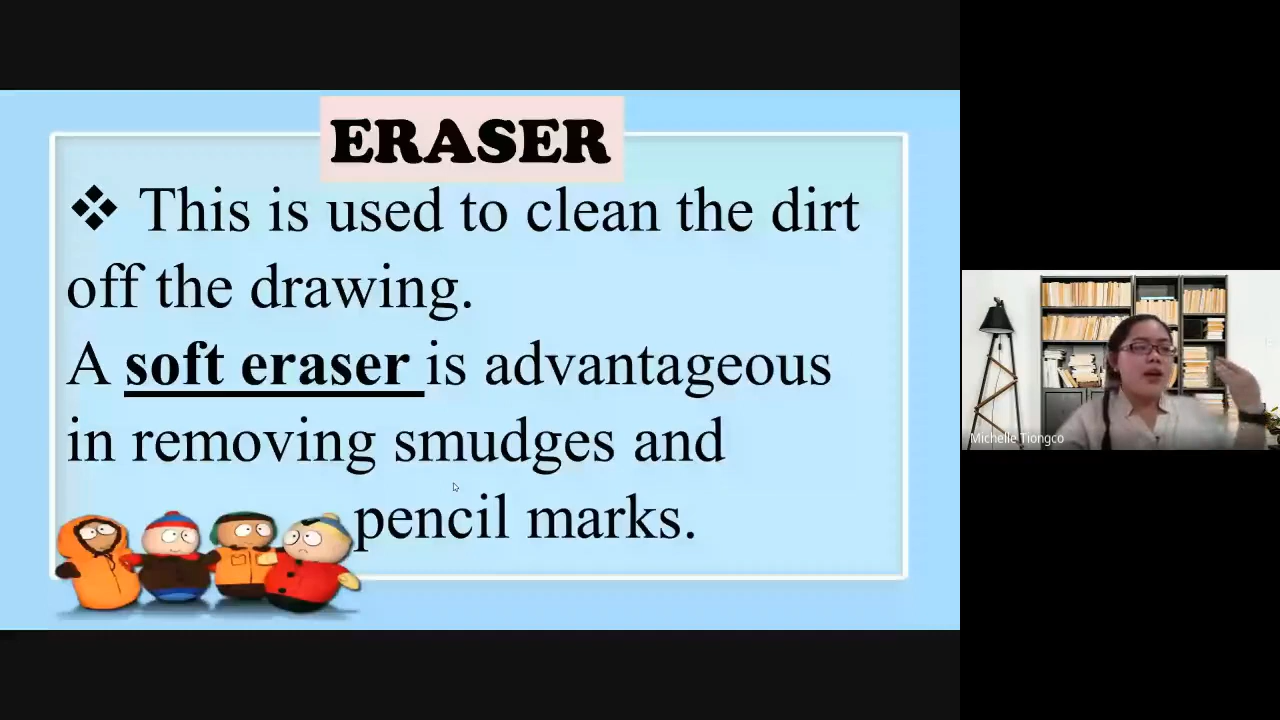 ERASER
❖ This is used to clean the dirt
off the drawing.
A soft eraser is advantageous
in removing smudges and
pencil marks.
Michelle Tiongco